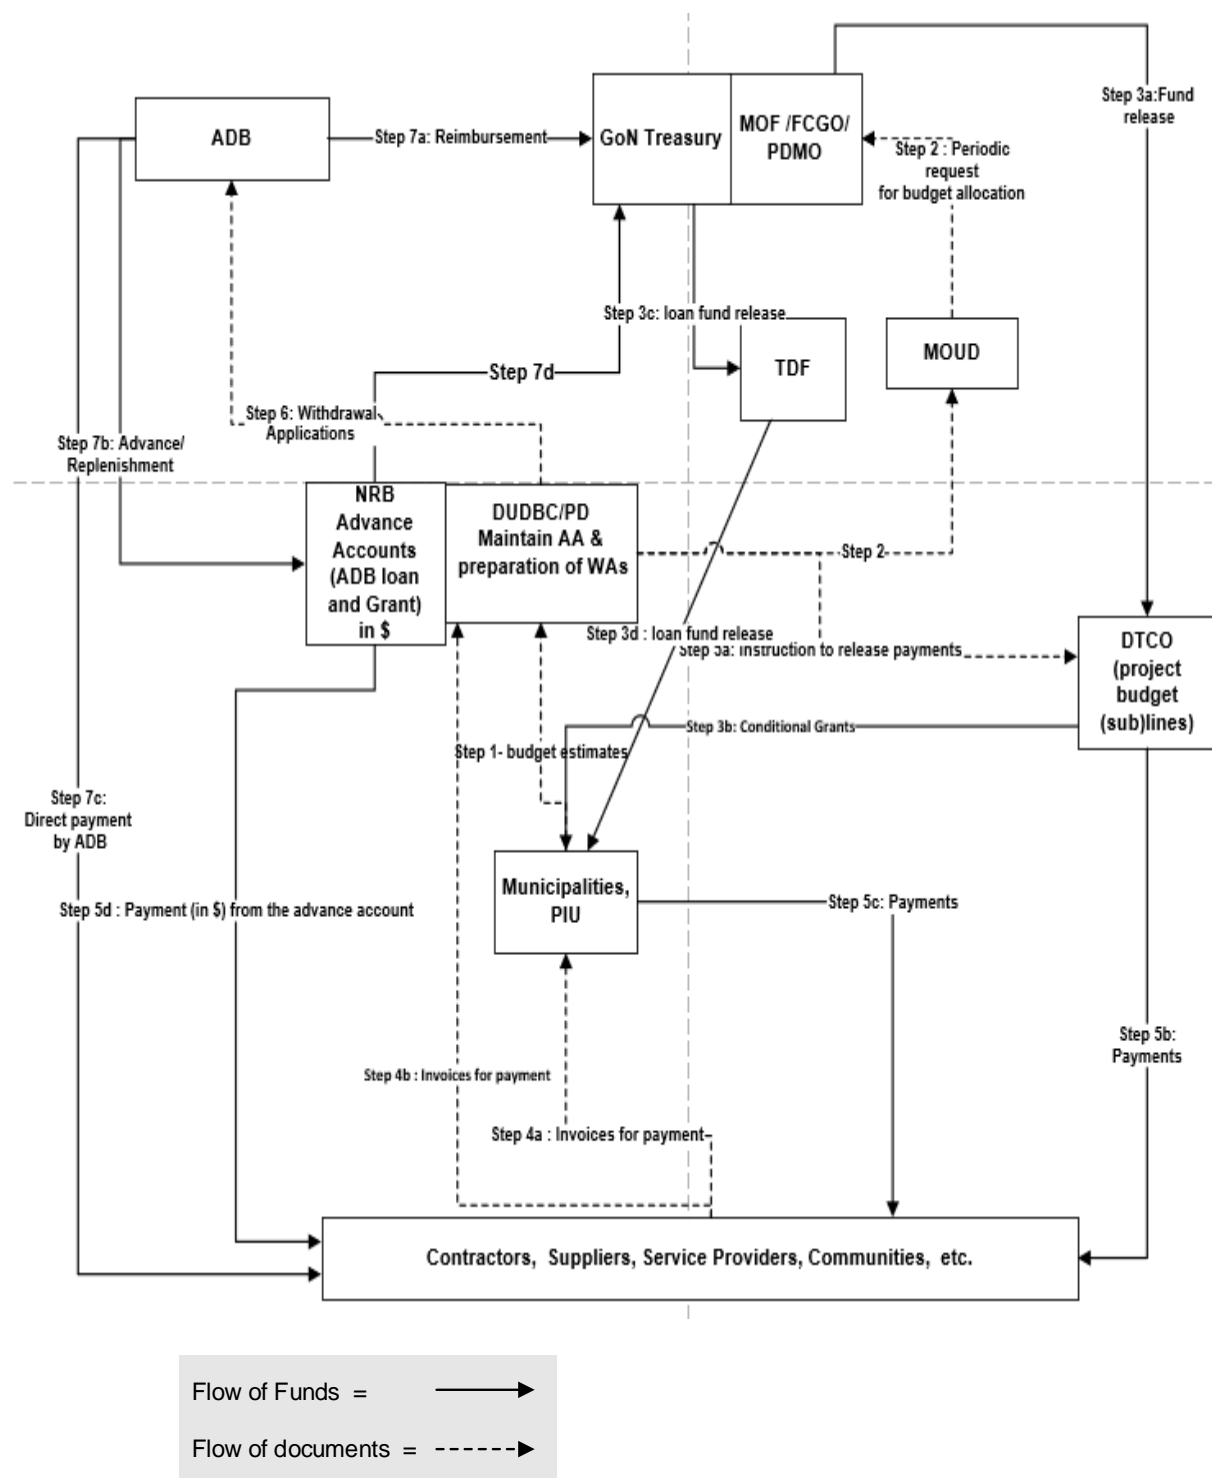 Step 3a:Fund
release
ADB
Step 7a: Reimbursement
GoN Treasury
MOF /FCGO/
PDMO
Step 2 : Periodic
request
for budget allocation
Step 3c: loan fund release
TDF
MOUD
Step 7d
Step 6: Withdrawal
Applications
Step 7b: Advance/
Replenishment
NRB
Advance
Accounts
(ADB loan
and Grant)
in $
DUDBC/PD
Maintain AA &
preparation of WAs
Step 2
Step 3d : loan fund release
Step 5a: Instruction to release payments
DTCO
(project
budget
(sub)lines)
Step 3b: Conditional Grants
Step 1- budget estimates
Step 7c:
Direct payment
by ADB
Municipalities,
PIU
Step 5c: Payments
Step 5d : Payment (in $) from the advance account
Step 5b:
Payments
Step 4b : Invoices for payment
Step 4a : Invoices for payment
Contractors, Suppliers, Service Providers, Communities, etc.
Flow of Funds =
Flow of documents =